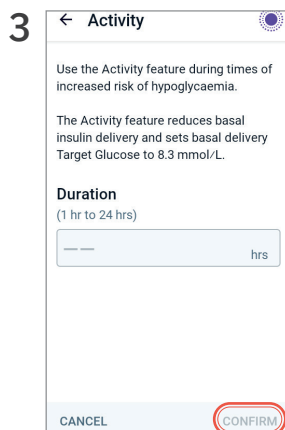 3
← Activity
Use the Activity feature during times of
increased risk of hypoglycaemia.
The Activity feature reduces basal
insulin delivery and sets basal delivery
Target Glucose to 8.3 mmol/L.
Duration
(1 hr to 24 hrs)
—— hrs
CANCEL CONFIRM